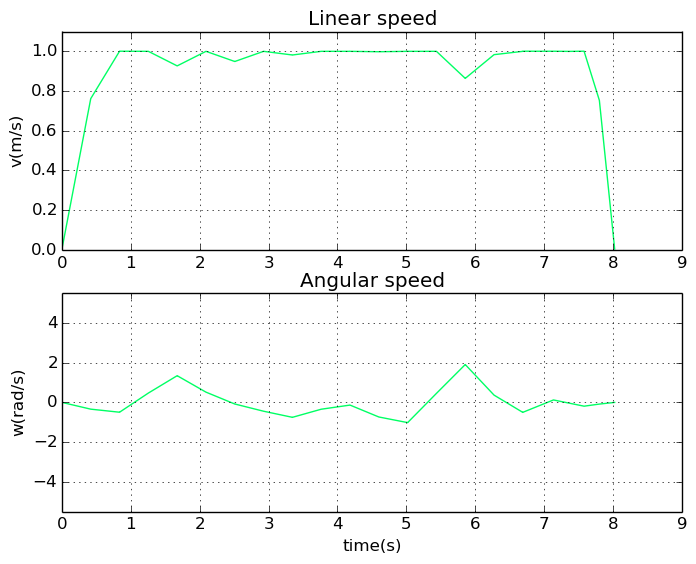 Linear speed
1.0
0.8
0.6
0.4
0.2
0.0
v(m/s)
0 1 2 3 4 5 6 7 8 9
Angular speed
4
2
0
−2
−4
w(rad/s)
0 1 2 3 4 5 6 7 8 9
time(s)